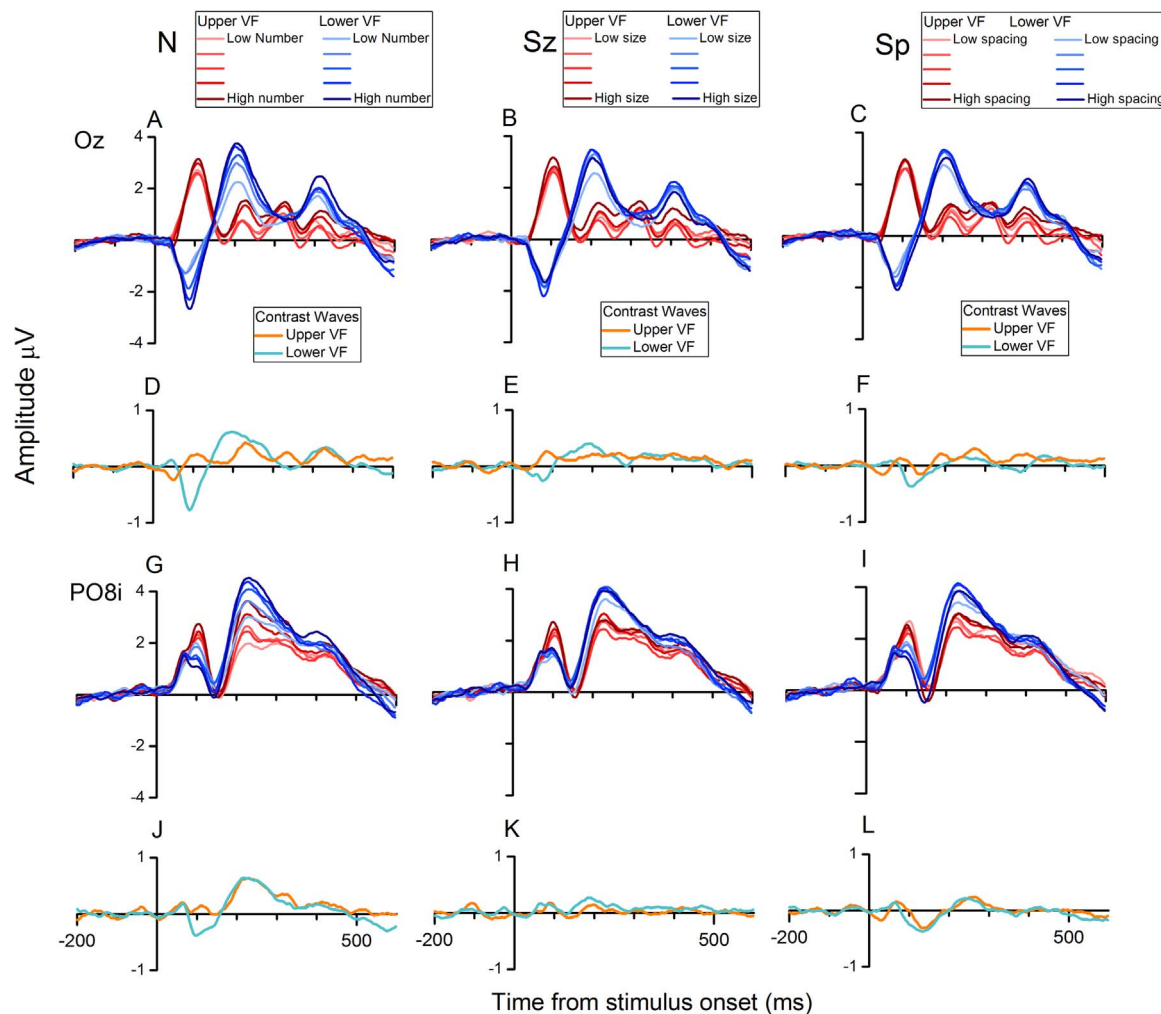 N
Upper VF Lower VF
Low Number Low Number
High number High number
Sz
Upper VF Lower VF
Low size Low size
High size High size
Sp
Upper VF Lower VF
Low spacing Low spacing
High spacing High spacing
Oz
A
B
C
4
2
-2
-4
Contrast Waves
Upper VF
Lower VF
Contrast Waves
Upper VF
Lower VF
Contrast Waves
Upper VF
Lower VF
Amplitude μV
D
E
F
1
-1
1
-1
1
-1
PO8i
G
H
I
4
2
-2
-4
J
K
L
1
-1
-200
500
1
-1
-200
500
1
-1
-200
500
Time from stimulus onset (ms)